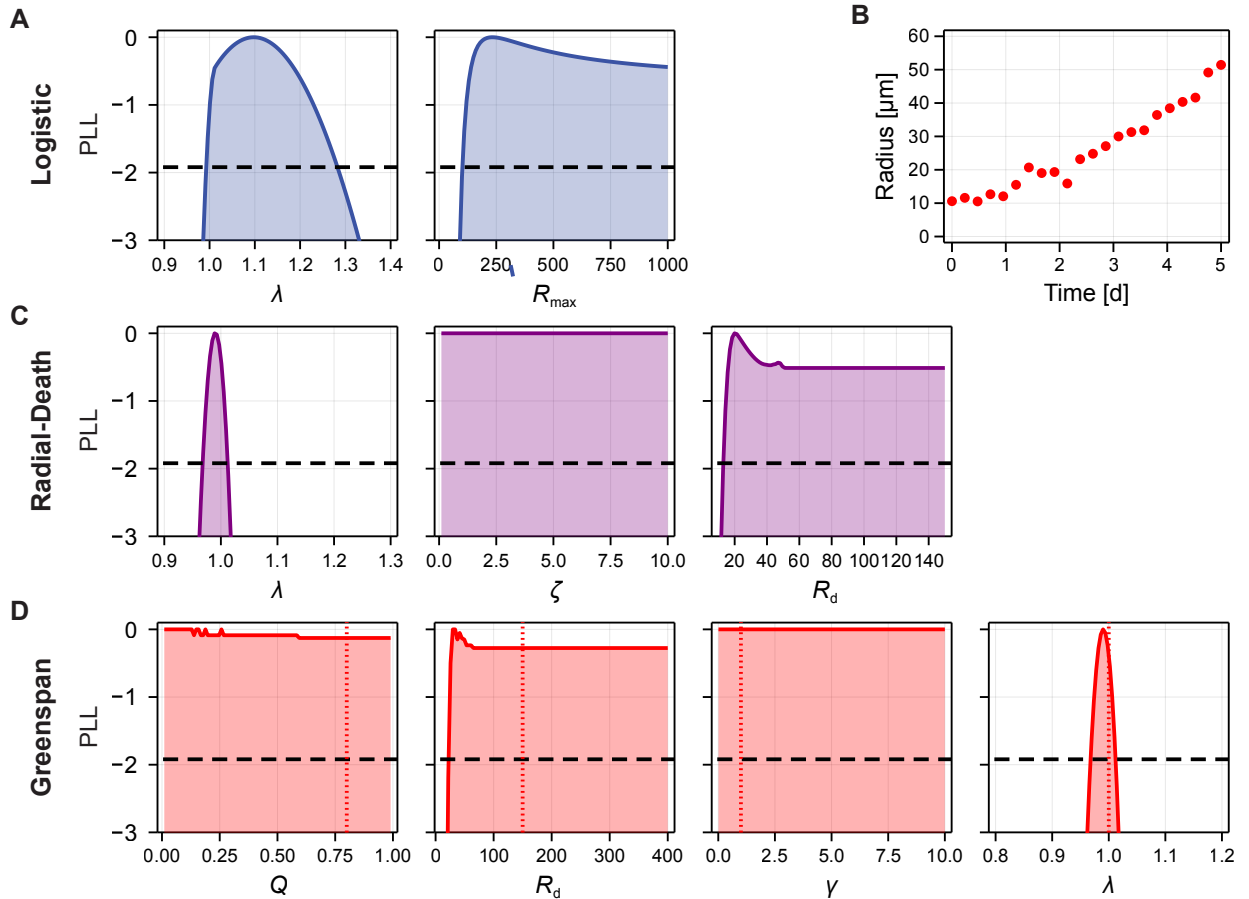 A
Logistic
PLL
0
−1
−2
−3
0.9 1.0 1.1 1.2 1.3 1.4
λ
0 250 500 750 1000
Rmax
B
Radius [µm]
60
50
40
30
20
10
0
0 1 2 3 4 5
Time [d]
C
Radial-Death
PLL
0
−1
−2
−3
0.9 1.0 1.1 1.2 1.3
λ
0.0 2.5 5.0 7.5 10.0
ζ
20 40 60 80 100 120 140
Rd
D
Greenspan
PLL
0
−1
−2
−3
0.00 0.25 0.50 0.75 1.00
Q
0 100 200 300 400
Rd
0.0 2.5 5.0 7.5 10.0
γ
0.8 0.9 1.0 1.1 1.2
λ